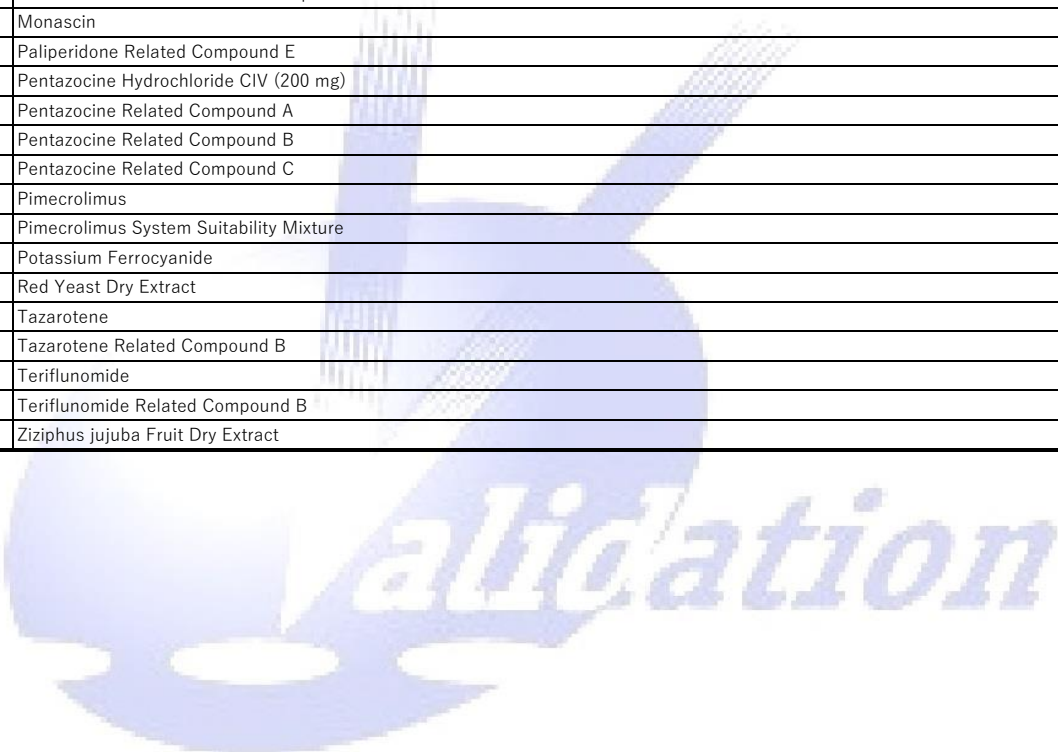 Monascin
Paliperidone Related Compound E
Pentazocine Hydrochloride CIV (200 mg)
Pentazocine Related Compound A
Pentazocine Related Compound B
Pentazocine Related Compound C
Pimecrolimus
Pimecrolimus System Suitability Mixture
Potassium Ferrocyanide
Red Yeast Dry Extract
Tazarotene
Tazarotene Related Compound B
Teriflunomide
Teriflunomide Related Compound B
Ziziphus jujuba Fruit Dry Extract
Validation